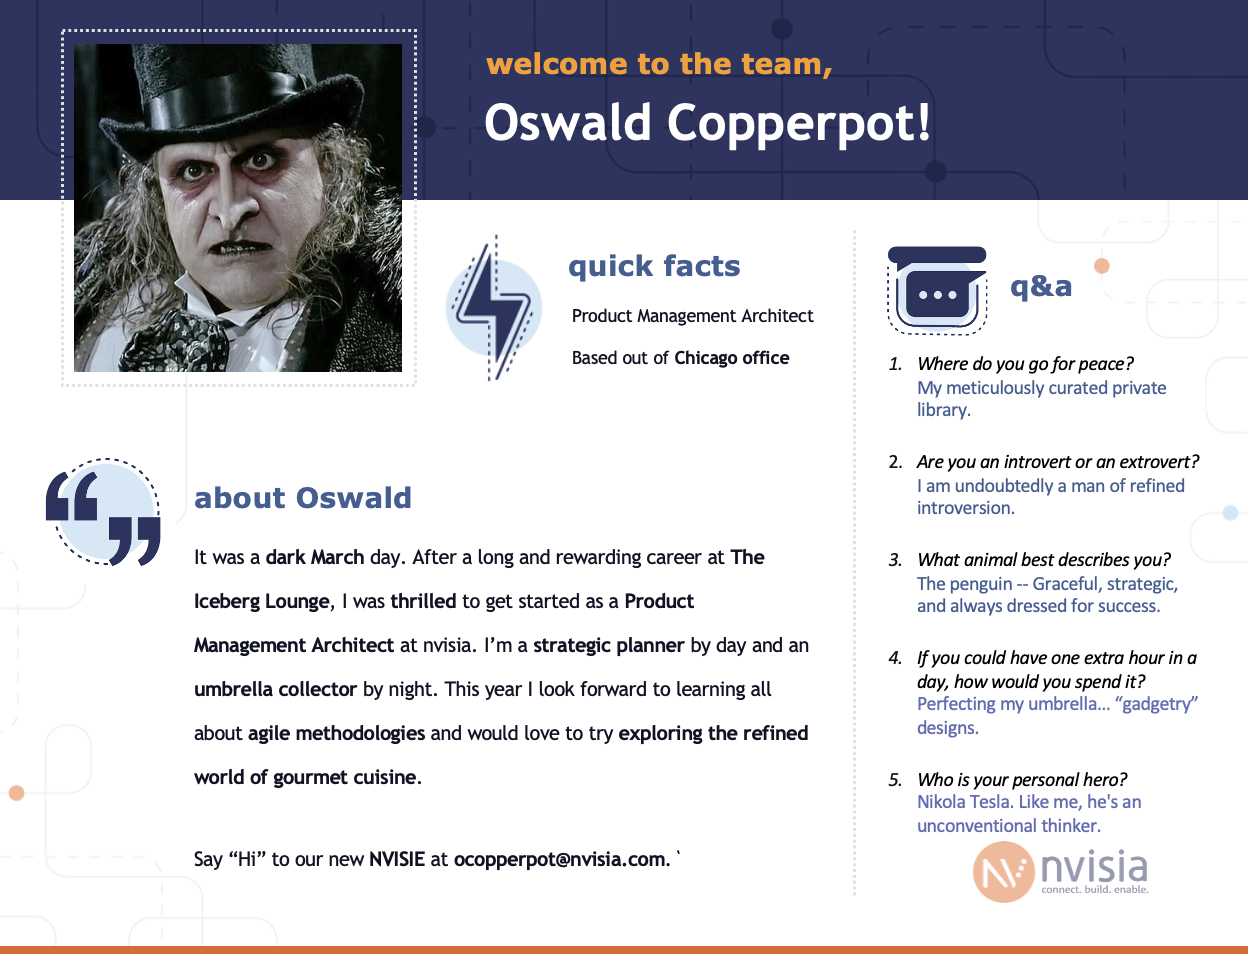 welcome to the team,
Oswald Copperpot!
quick facts
Product Management Architect
Based out of Chicago office
about Oswald
It was a dark March day. After a long and rewarding career at The
Iceberg Lounge, I was thrilled to get started as a Product
Management Architect at nvisia. I’m a strategic planner by day and an
umbrella collector by night. This year I look forward to learning all
about agile methodologies and would love to try exploring the refined
world of gourmet cuisine.
Say “Hi” to our new NVISIE at ocopperpot@nvisia.com. `
q&a
1. Where do you go for peace?
My meticulously curated private
library.
2. Are you an introvert or an extrovert?
I am undoubtedly a man of refined
introversion.
3. What animal best describes you?
The penguin -- Graceful, strategic,
and always dressed for success.
4. If you could have one extra hour in a
day, how would you spend it?
Perfecting my umbrella... “gadgetry”
designs.
5. Who is your personal hero?
Nikola Tesla. Like me, he's an
unconventional thinker.
NV nvisia
connect. build. enable.